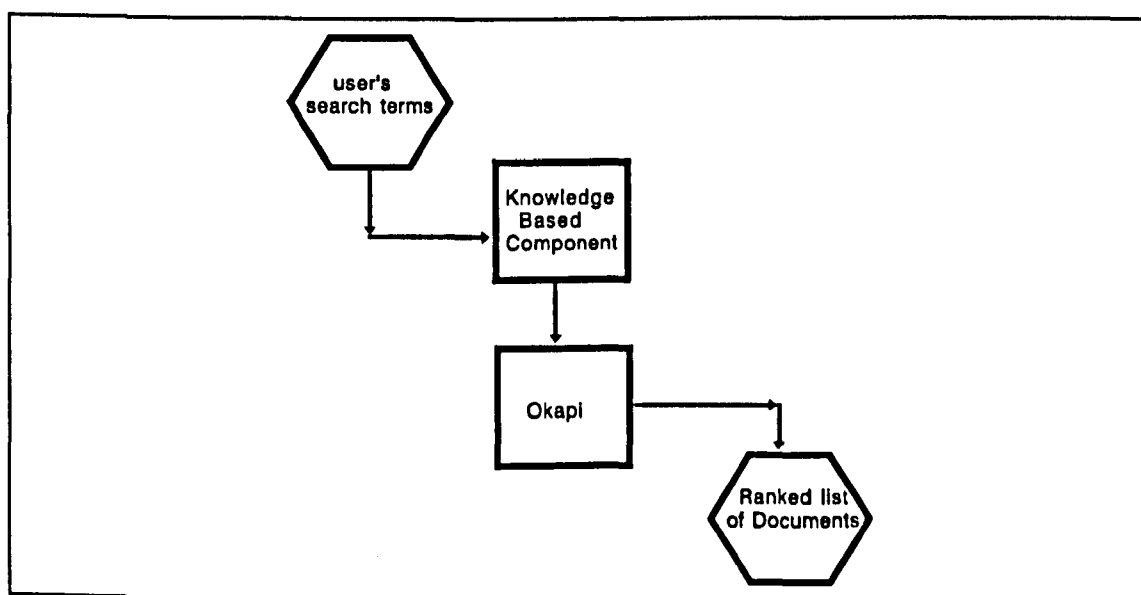 user's
search terms
Knowledge
Based
Component
Okapi
Ranked list
of Documents